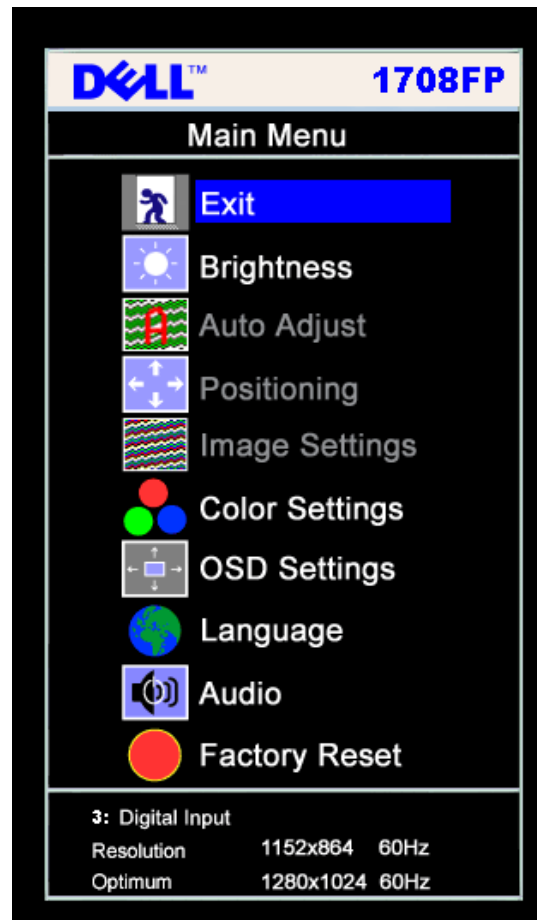 DELL™ 1708FP
Main Menu
Exit
Brightness
A
Auto Adjust
Positioning
Image Settings
Color Settings
OSD Settings
Language
Audio
Factory Reset
3: Digital Input
Resolution 1152x864 60Hz
Optimum 1280x1024 60Hz